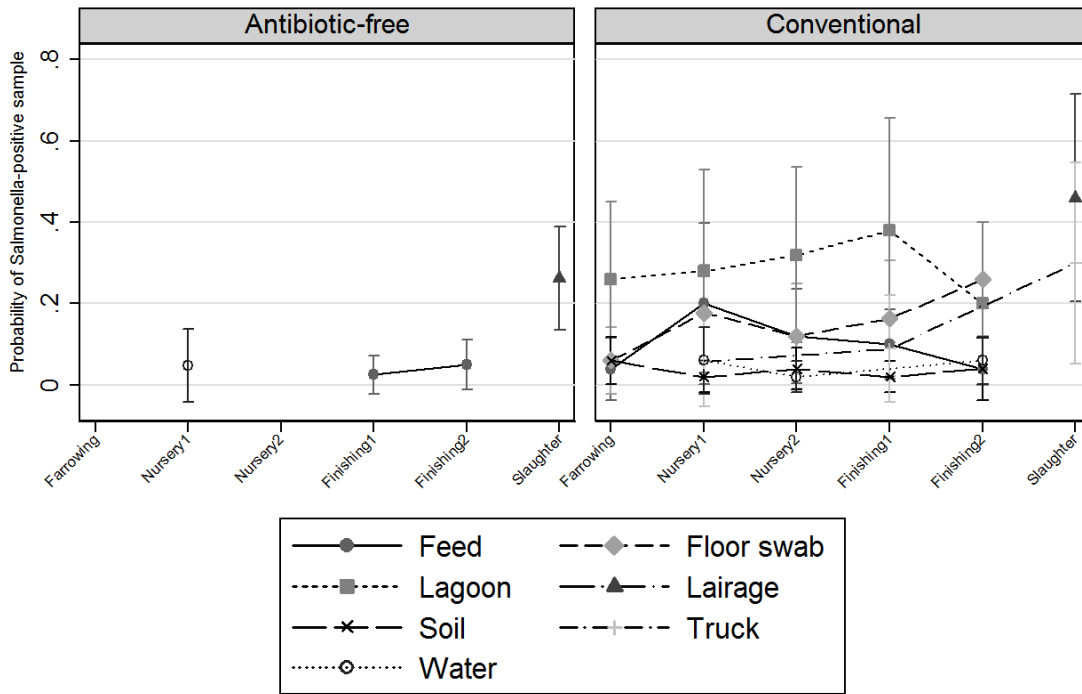 Antibiotic-free
Conventional
Probability of Salmonella-positive sample
.8
.6
.4
.2
0
Farrowing
Nursery1
Nursery2
Finishing1
Finishing2
Slaughter
Farrowing
Nursery1
Nursery2
Finishing1
Finishing2
Slaughter
Feed
Floor swab
Lagoon
Lairage
Soil
Truck
Water